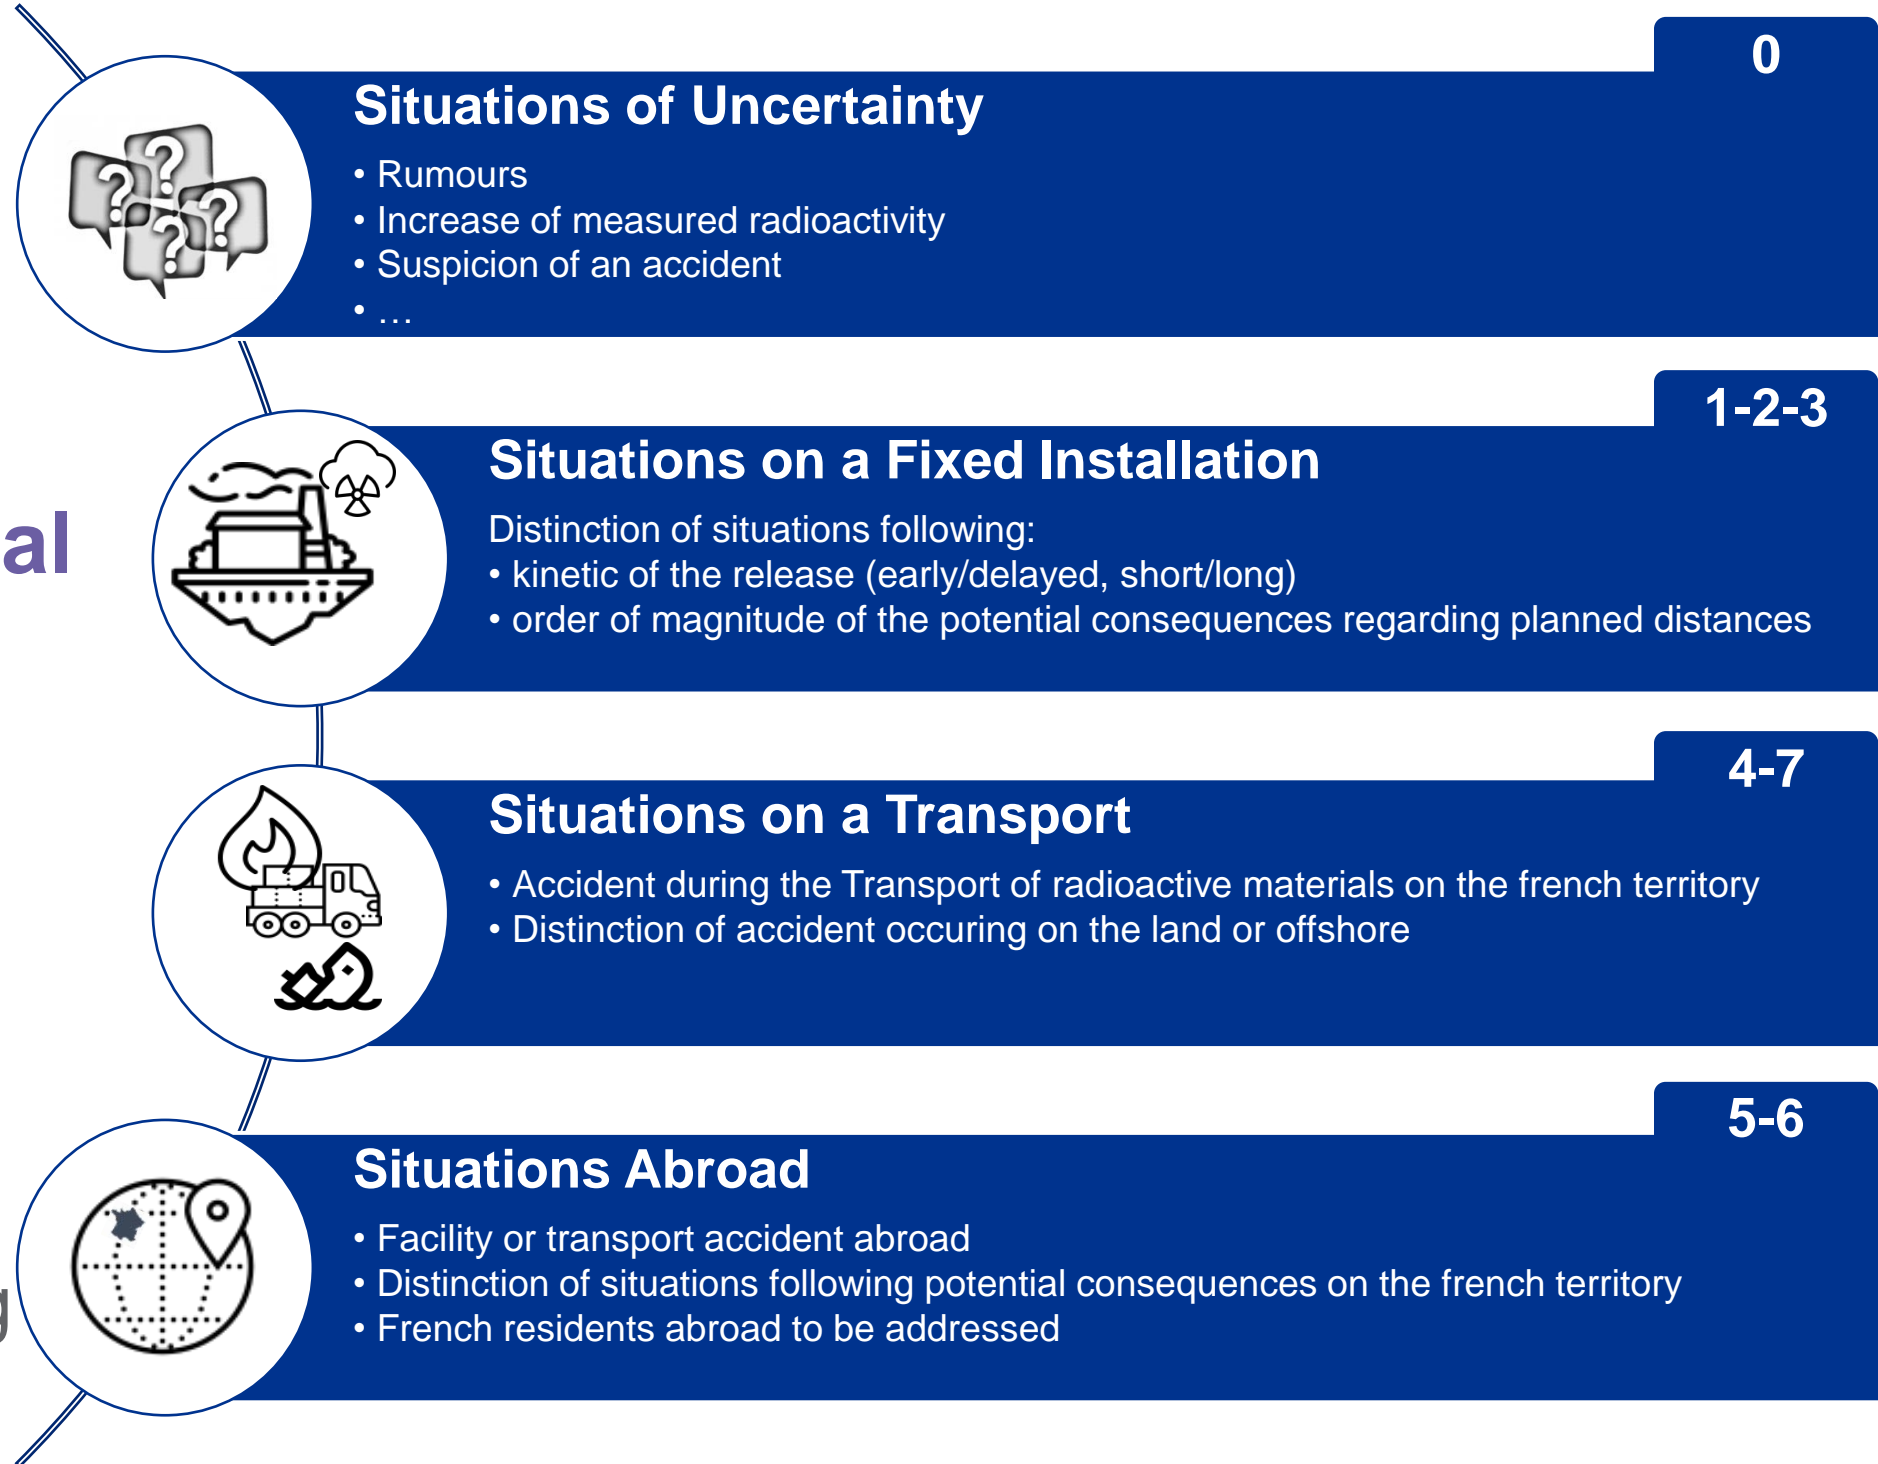 0
Situations of Uncertainty
• Rumours
• Increase of measured radioactivity
• Suspicion of an accident
• …
1-2-3
Situations on a Fixed Installation
Distinction of situations following:
• kinetic of the release (early/delayed, short/long)
• order of magnitude of the potential consequences regarding planned distances
al
4-7
Situations on a Transport
• Accident during the Transport of radioactive materials on the french territory
• Distinction of accident occuring on the land or offshore
5-6
Situations Abroad
• Facility or transport accident abroad
• Distinction of situations following potential consequences on the french territory
• French residents abroad to be addressed
g
? ? ? ?